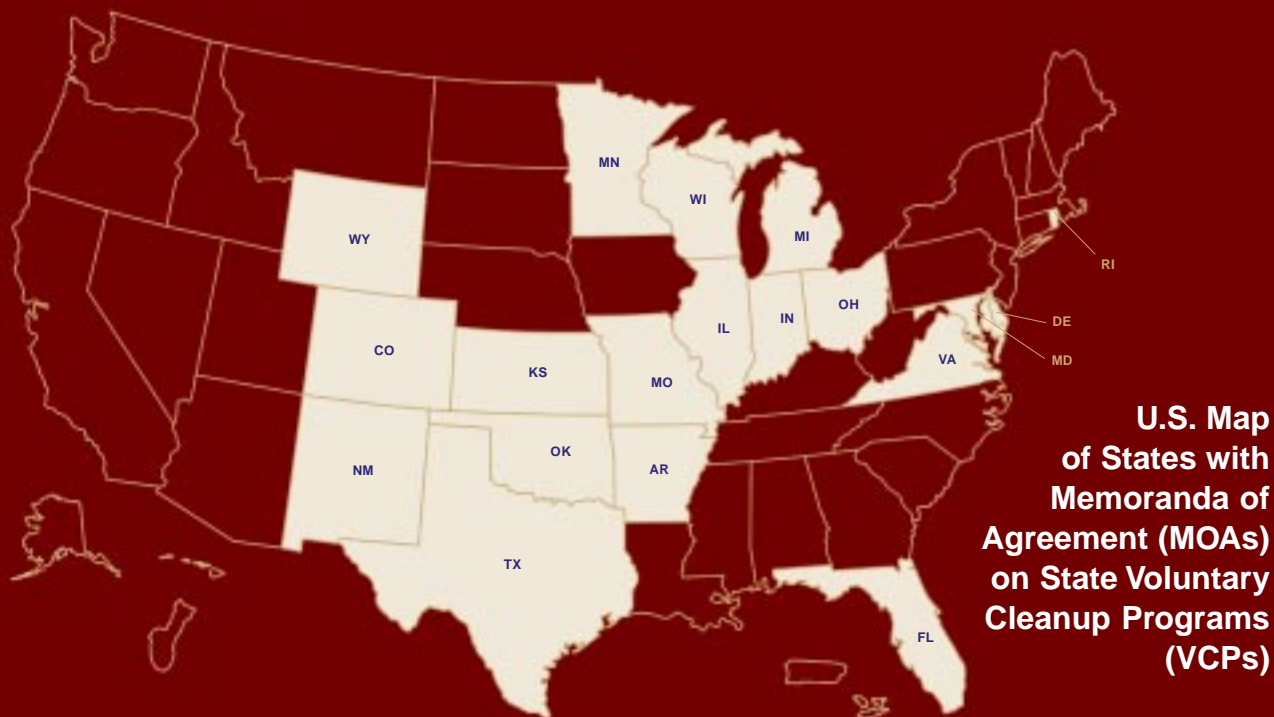 MN
WI
WY
MI
RI
OH
IN
DE
IL
CO
VA
MD
KS
MO
U.S. Map
of States with
Memoranda of
Agreement (MOAs)
on State Voluntary
Cleanup Programs
(VCPs)
OK
AR
NM
TX
FL